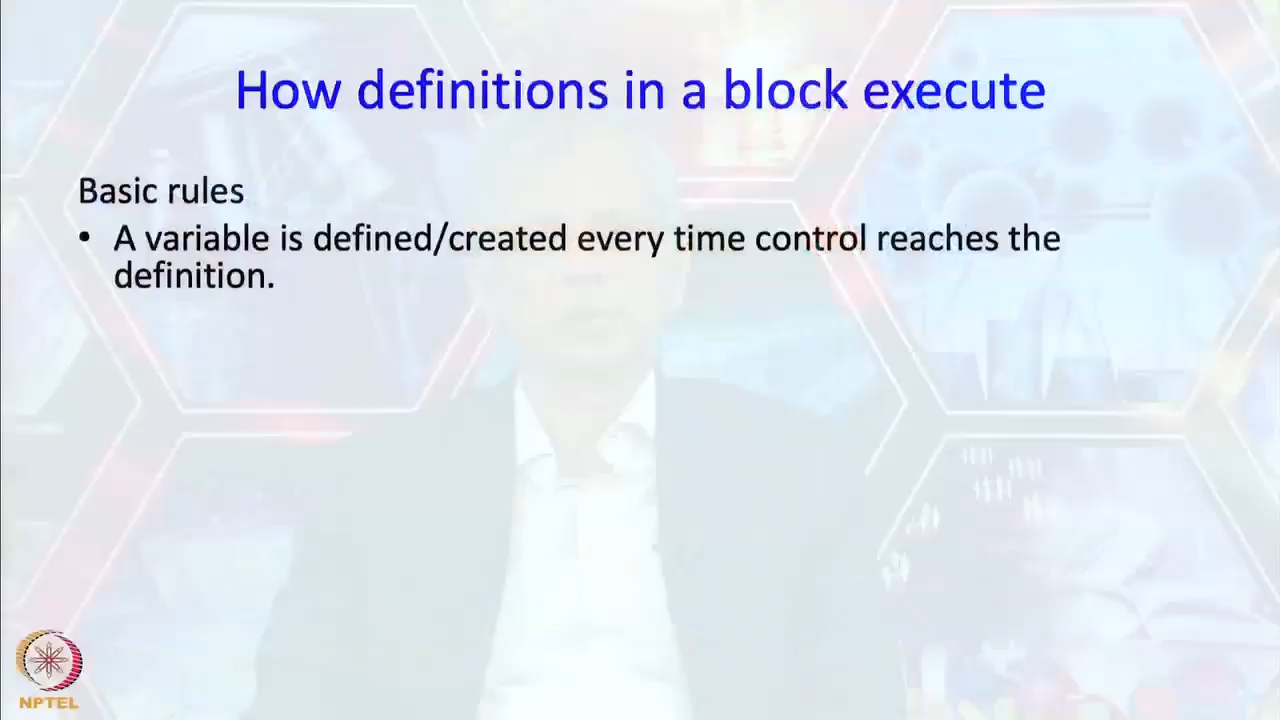 How definitions in a block execute
Basic rules
• A variable is defined/created every time control reaches the
definition.
NPTEL